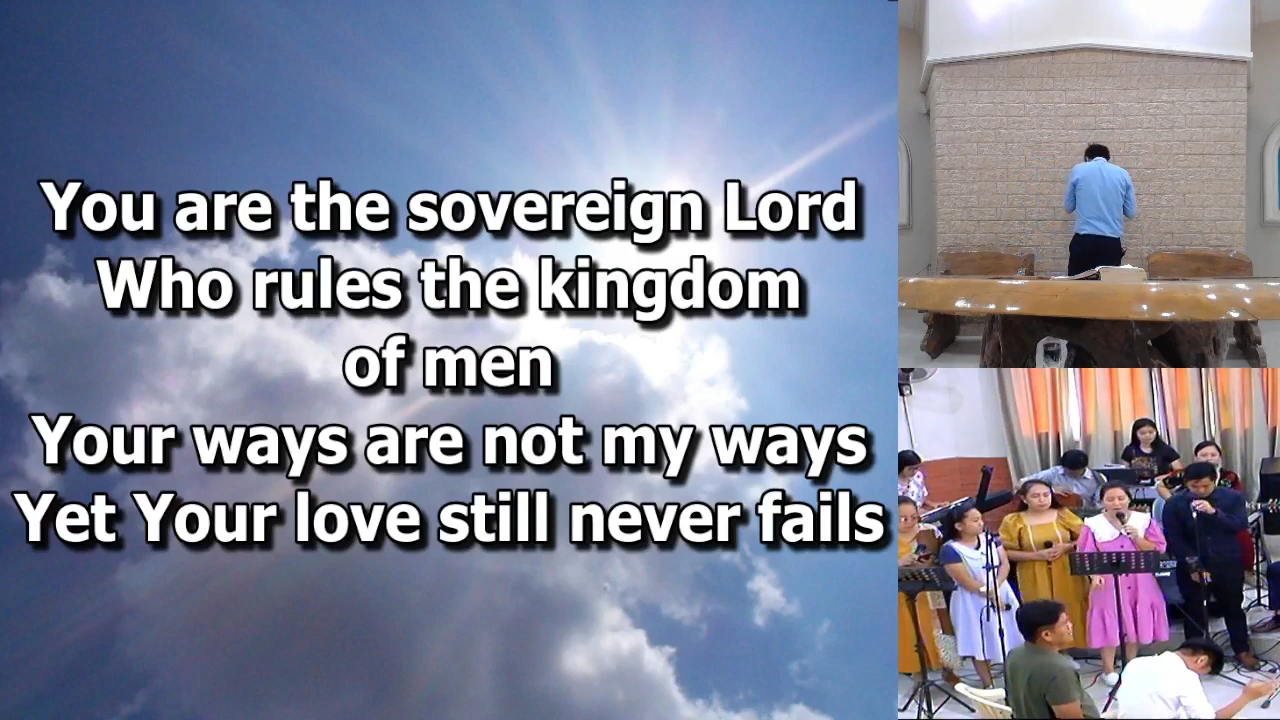 You are the sovereign Lord
Who rules the kingdom
of men
Your ways are not my ways
Yet Your love still never fails